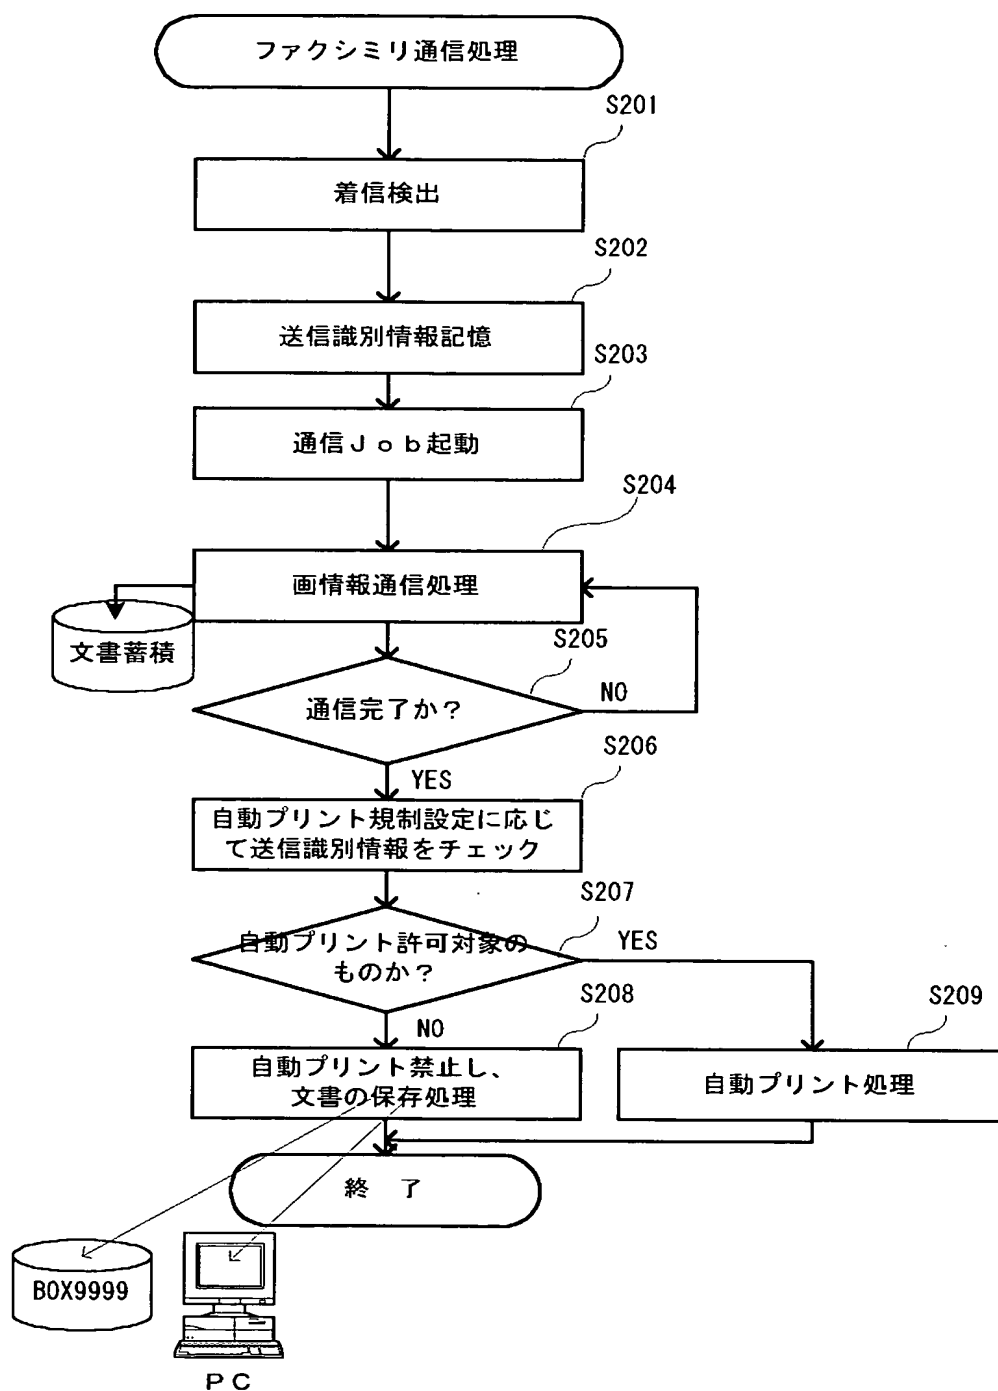 ファクシミリ通信処理
S201
着信検出
S202
送信識別情報記憶
S203
通信Ｊｏｂ起動
S204
画情報通信処理
文書蓄積
S205
通信完了か？
NO
S206
YES
自動プリント規制設定に応じ
て送信識別情報をチェック
S207
自動プリント許可対象の
ものか？
YES
S208
NO
S209
自動プリント禁止し、
文書の保存処理
自動プリント処理
終　了
BOX9999
ＰＣ